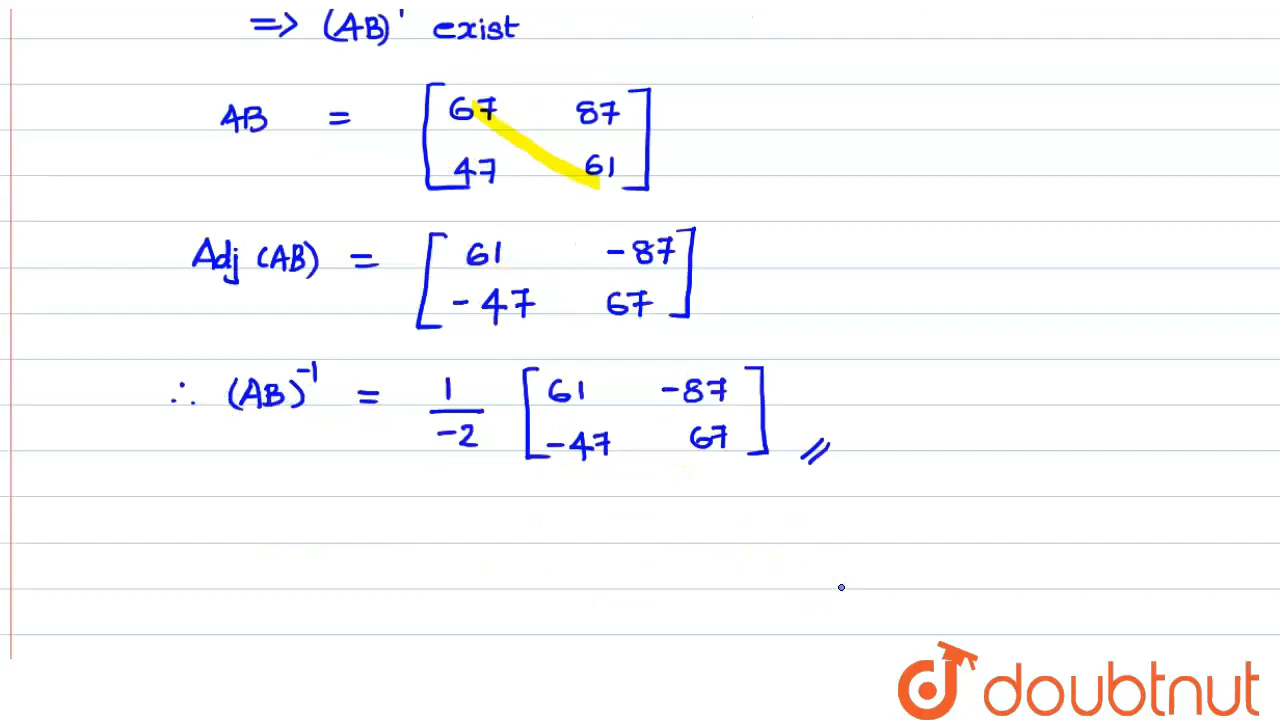 ⇒ (AB)' exist
AB = [ 67 87
47 61 ]
Adj (AB) = [ 61 -87
-47 67 ]
∴ (AB)⁻¹ = 1/-2 [ 61 -87
-47 67 ] //
doubtnut